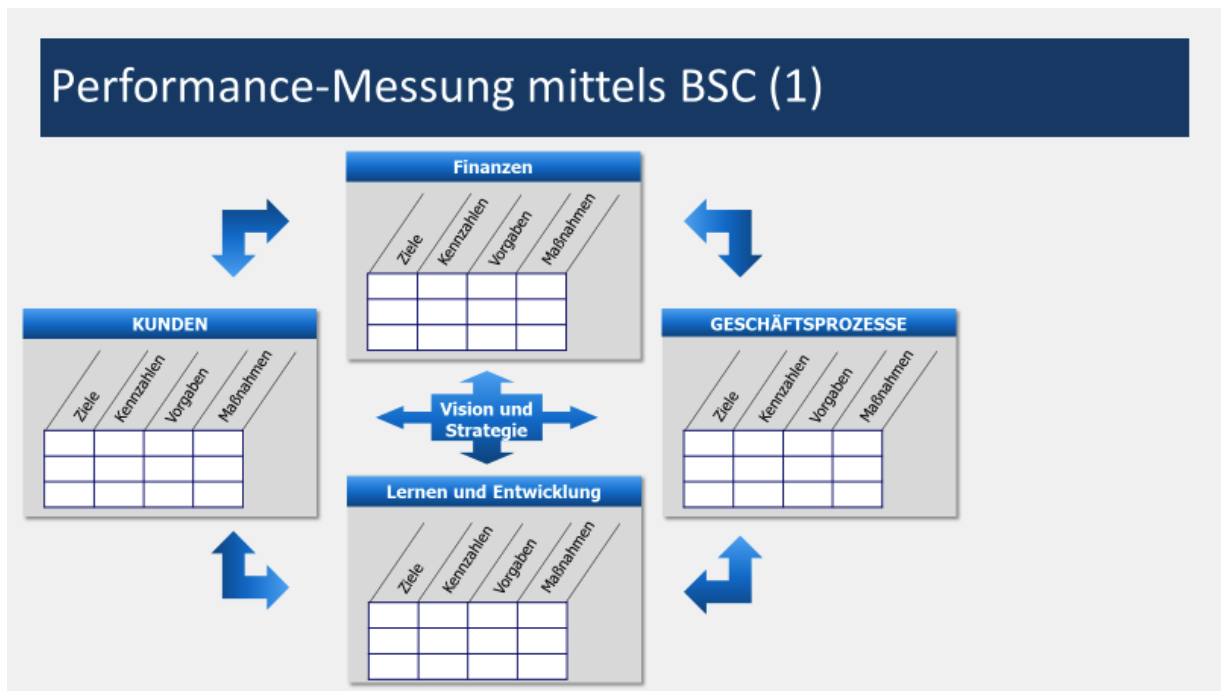 Performance-Messung mittels BSC (1)
Finanzen
Ziele
Kennzahlen
Vorgaben
Maßnahmen
KUNDEN
Ziele
Kennzahlen
Vorgaben
Maßnahmen
GESCHÄFTSPROZESSE
Ziele
Kennzahlen
Vorgaben
Maßnahmen
Vision und
Strategie
Lernen und Entwicklung
Ziele
Kennzahlen
Vorgaben
Maßnahmen